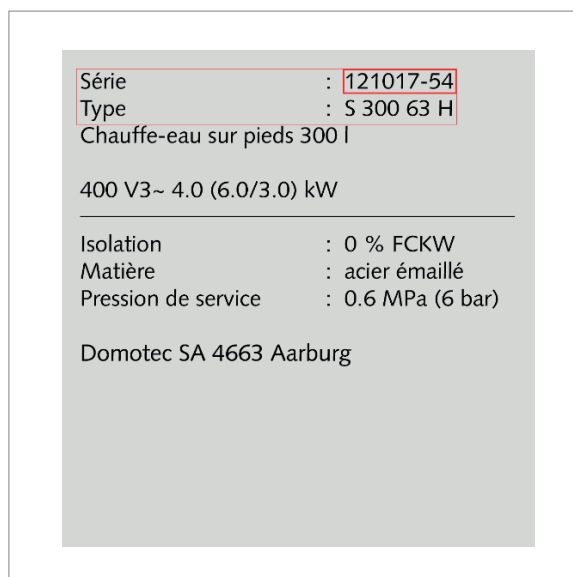 Série : 121017-54
Type : S 300 63 H
Chauffe-eau sur pieds 300 l
400 V3~ 4.0 (6.0/3.0) kW
Isolation : 0 % FCKW
Matière : acier émaillé
Pression de service : 0.6 MPa (6 bar)
Domotec SA 4663 Aarburg